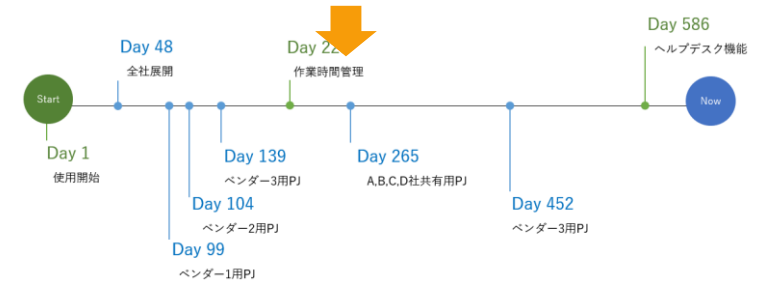 Day 586
ヘルプデスク機能
Day 48
全社展開
Day
作業時間管理
Start
Now
Day 1
使用開始
Day 139
ベンダー3用PJ
Day 265
A,B,C,D社共有用PJ
Day 104
ベンダー2用PJ
Day 452
ベンダー3用PJ
Day 99
ベンダー1用PJ